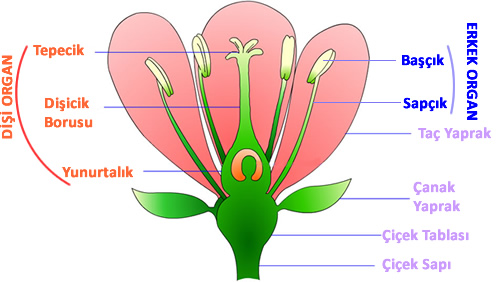 DİŞİ ORGAN
Tepecik
Dişicik
Borusu
Yunurtalık
ERKEK ORGAN
Başçık
Sapçık
Taç Yaprak
Çanak
Yaprak
Çiçek Tablası
Çiçek Sapı